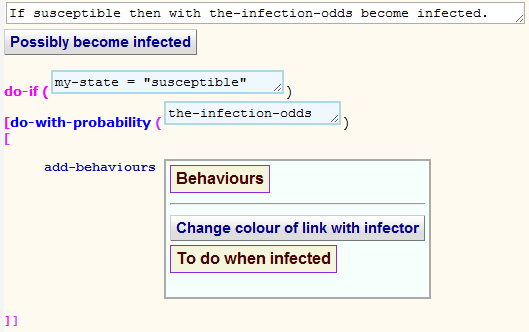 If susceptible then with the-infection-odds become infected.
Possibly become infected
do-if ( my-state = "susceptible" )
[do-with-probability ( the-infection-odds )
[
add-behaviours Behaviours
Change colour of link with infector
To do when infected
]]